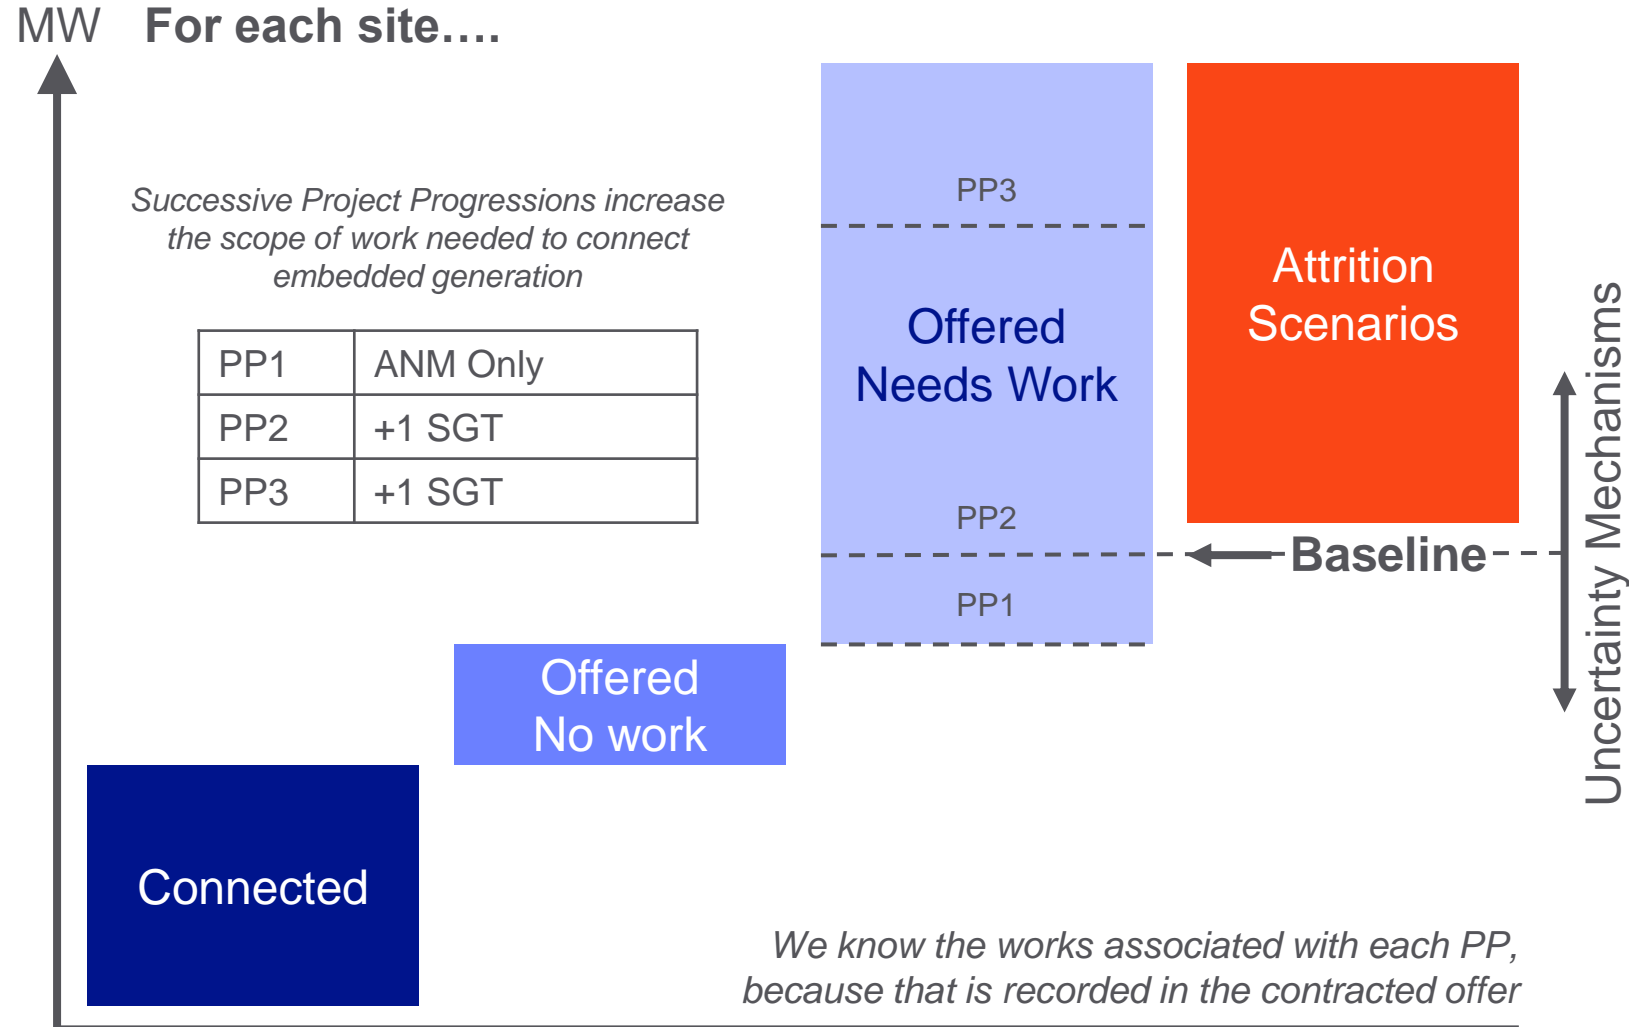 MW
For each site....
Successive Project Progressions increase
the scope of work needed to connect
embedded generation
PP1 ANM Only
PP2 +1 SGT
PP3 +1 SGT
PP3
Offered
Needs Work
PP2
PP1
Attrition
Scenarios
Baseline
Uncertainty Mechanisms
Offered
No work
Connected
We know the works associated with each PP,
because that is recorded in the contracted offer